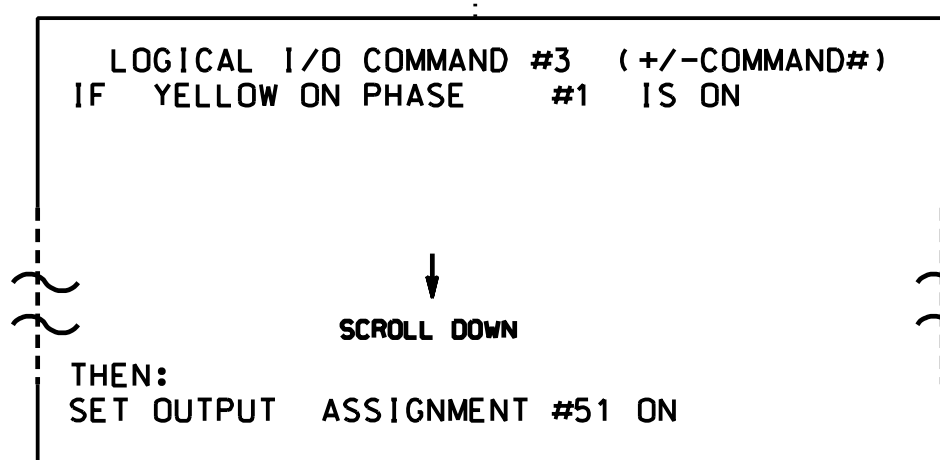 LOGICAL I/O COMMAND #3 (+/-COMMAND#)
IF YELLOW ON PHASE #1 IS ON
SCROLL DOWN
THEN:
SET OUTPUT ASSIGNMENT #51 ON